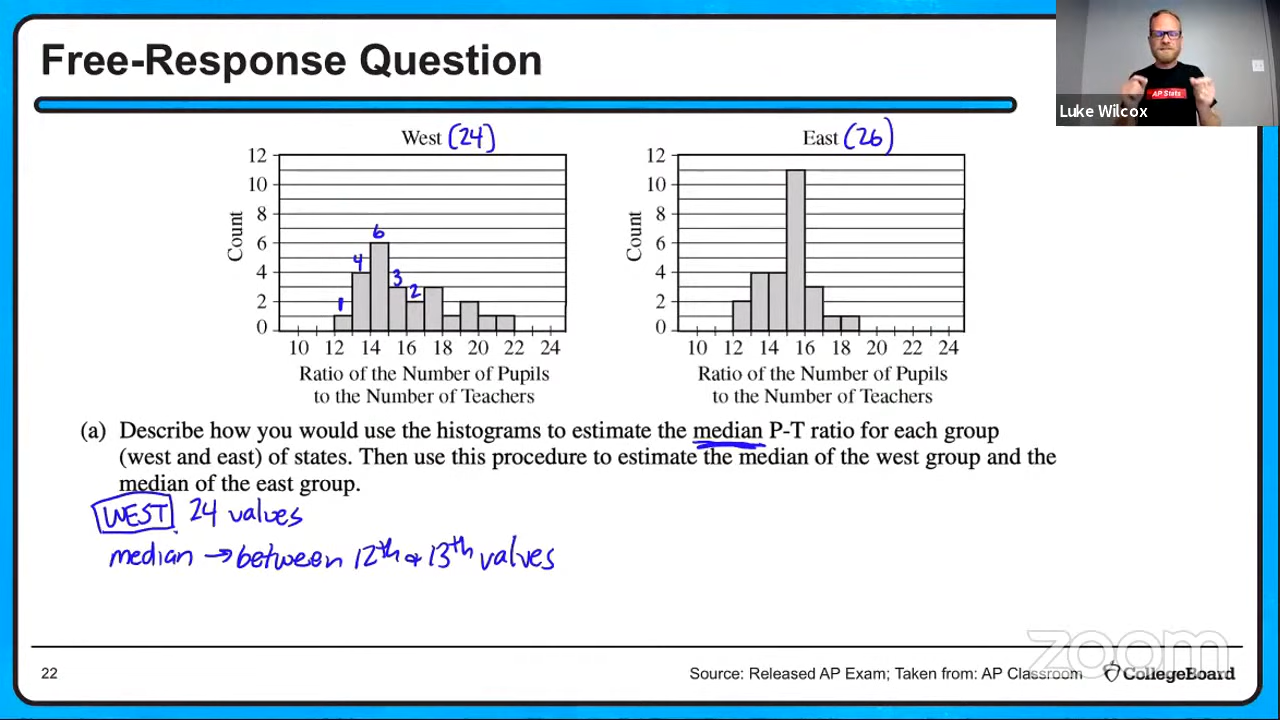 Free-Response Question
AP Stats
Luke Wilcox
West (24)
East (26)
12
10
8
6
4
2
0
Count
1
4
6
3
2
10 12 14 16 18 20 22 24
Ratio of the Number of Pupils
to the Number of Teachers
12
10
8
6
4
2
0
Count
10 12 14 16 18 20 22 24
Ratio of the Number of Pupils
to the Number of Teachers
(a) Describe how you would use the histograms to estimate the median P-T ratio for each group
(west and east) of states. Then use this procedure to estimate the median of the west group and the
median of the east group.
WEST 24 values
median → between 12th & 13th values
zoom
22
Source: Released AP Exam; Taken from: AP Classroom
CollegeBoard